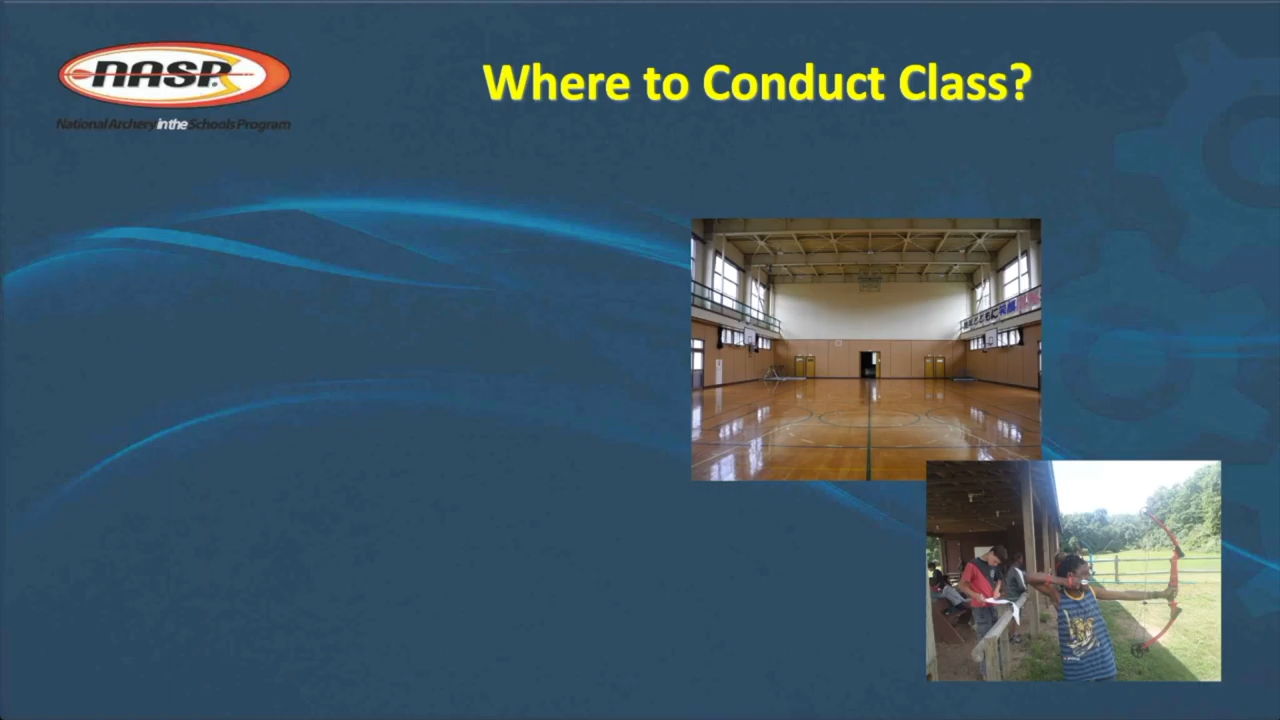 NASP
National Archery in the Schools Program
Where to Conduct Class?